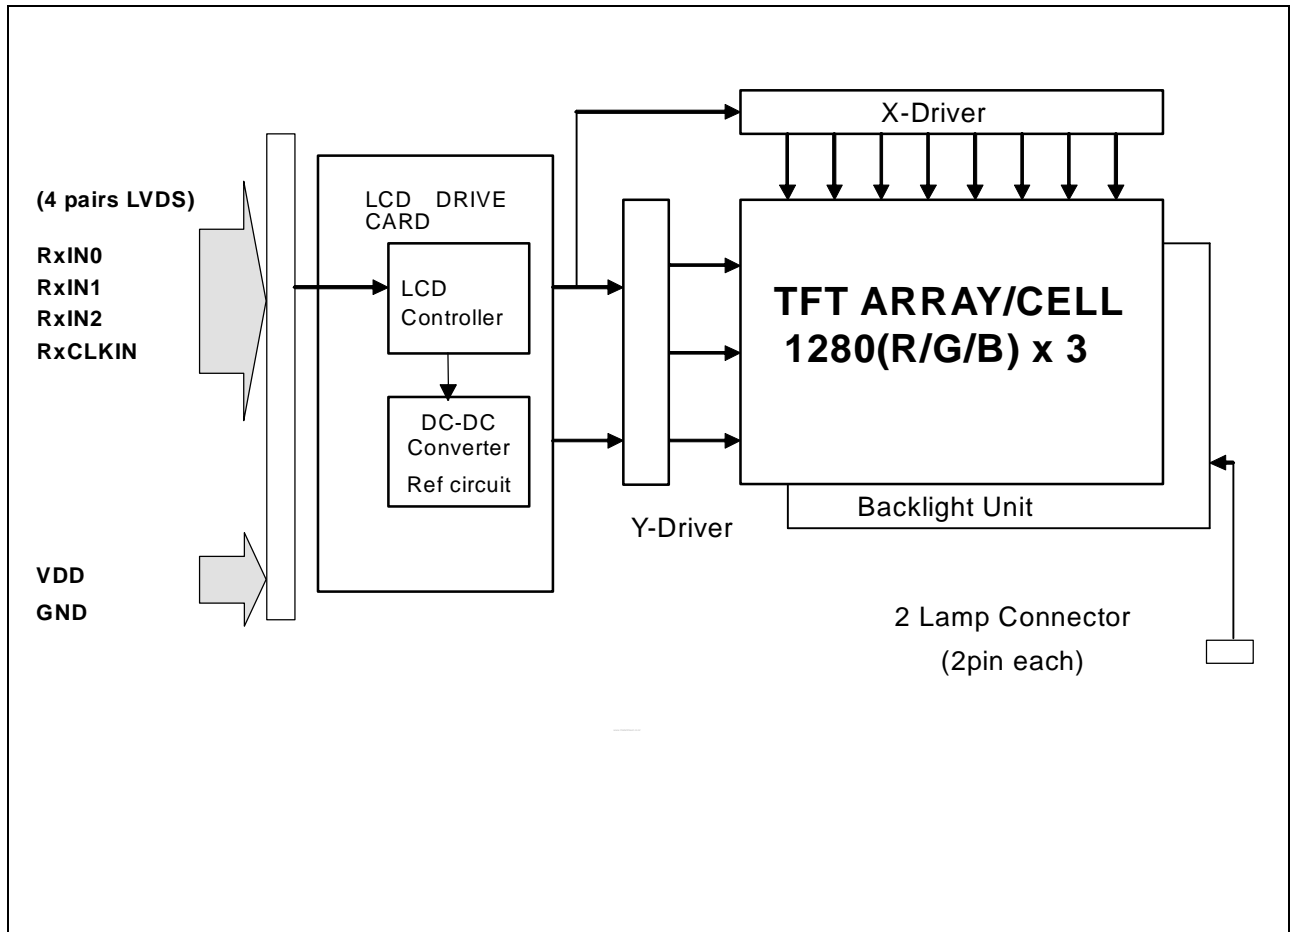 X-Driver
(4 pairs LVDS)
RxIN0
RxIN1
RxIN2
RxCLKIN
LCD DRIVE
CARD
LCD
Controller
DC-DC
Converter
Ref circuit
TFT ARRAY/CELL
1280(R/G/B) x 3
Backlight Unit
Y-Driver
VDD
GND
2 Lamp Connector
(2pin each)